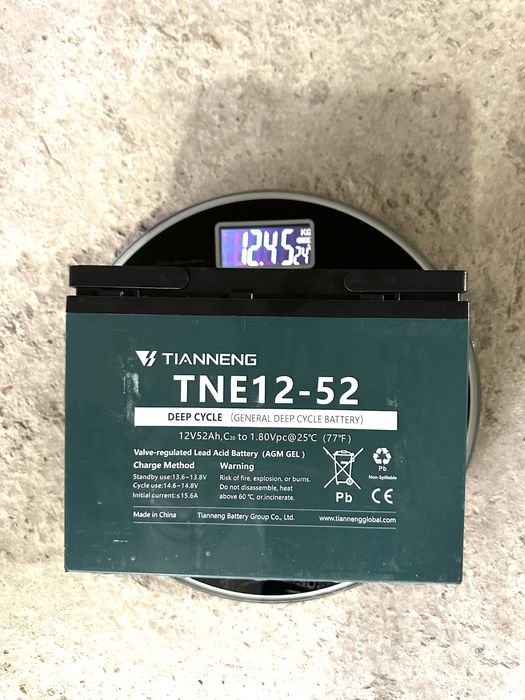 12.45 KG
24°
TIANNENG
TNE12-52
DEEP CYCLE (GENERAL DEEP CYCLE BATTERY)
12V52Ah,C₂₀ to 1.80Vpc@25℃ (77℉)
Valve-regulated Lead Acid Battery (AGM GEL)
Charge Method
Standby use:13.6~13.8V
Cycle use:14.6~14.8V
Initial current:≤15.6A
Warning
Risk of fire, explosion, or burns.
Do not disassemble, heat
above 60 ℃, or.incinerate.
Pb
Pb
Non-Spillable
CE
Made in China Tianneng Battery Group Co., Ltd. www.tiannengglobal.com